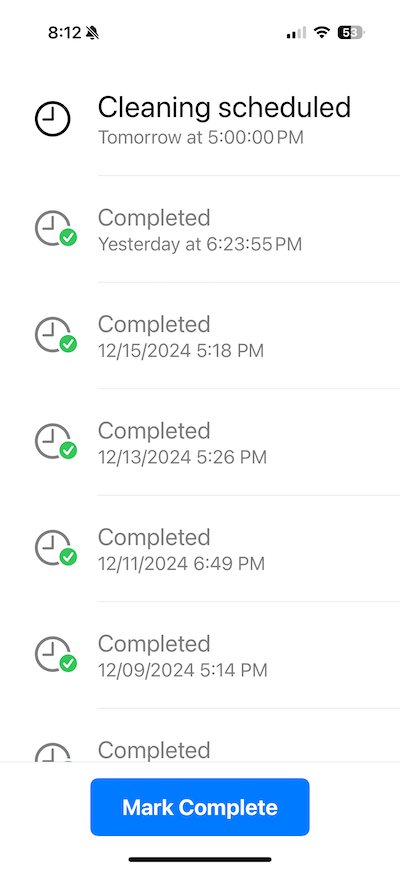 8:12
53
Cleaning scheduled
Tomorrow at 5:00:00 PM
Completed
Yesterday at 6:23:55 PM
Completed
12/15/2024 5:18 PM
Completed
12/13/2024 5:26 PM
Completed
12/11/2024 6:49 PM
Completed
12/09/2024 5:14 PM
Completed
Mark Complete